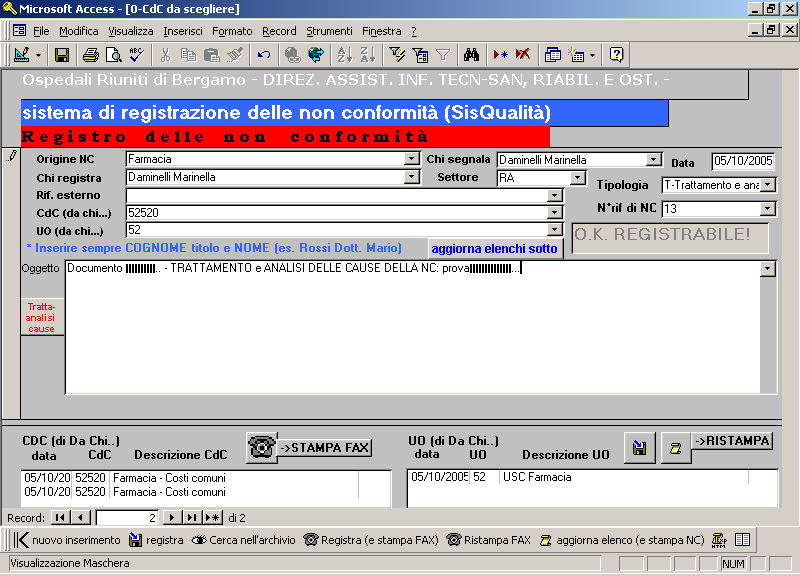 Microsoft Access - [0-CdC da scegliere]
File Modifica Visualizza Inserisci Formato Record Strumenti Finestra ?
Ospedali Riuniti di Bergamo - DIREZ. ASSIST. INF. TECN-SAN, RIABIL. E OST. -
sistema di registrazione delle non conformità (SisQualità)
Registro delle non conformità
Origine NC Farmacia Chi segnala Daminelli Marinella Data 05/10/2005
Chi registra Daminelli Marinella Settore RA Tipologia T-Trattamento e ana
Rif. esterno
CdC (da chi...) 52520 N°rif di NC 13
UO (da chi...) 52 O.K. REGISTRABILE!
* Inserire sempre COGNOME titolo e NOME (es. Rossi Dott. Mario) aggiorna elenchi sotto
Oggetto Documento llllllllll.. - TRATTAMENTO e ANALISI DELLE CAUSE DELLA NC: provalllllllllllllll...
Tratta-
analisi
cause
CDC (di Da Chi..) ->STAMPA FAX UO (di Da Chi..) ->RISTAMPA
data CdC Descrizione CdC data UO Descrizione UO
05/10/20 52520 Farmacia - Costi comuni 05/10/2005 52 USC Farmacia
05/10/20 52520 Farmacia - Costi comuni
Record: 2 di 2
nuovo inserimento registra Cerca nell'archivio Registra (e stampa FAX) Ristampa FAX aggiorna elenco (e stampa NC)
Visualizzazione Maschera NUM